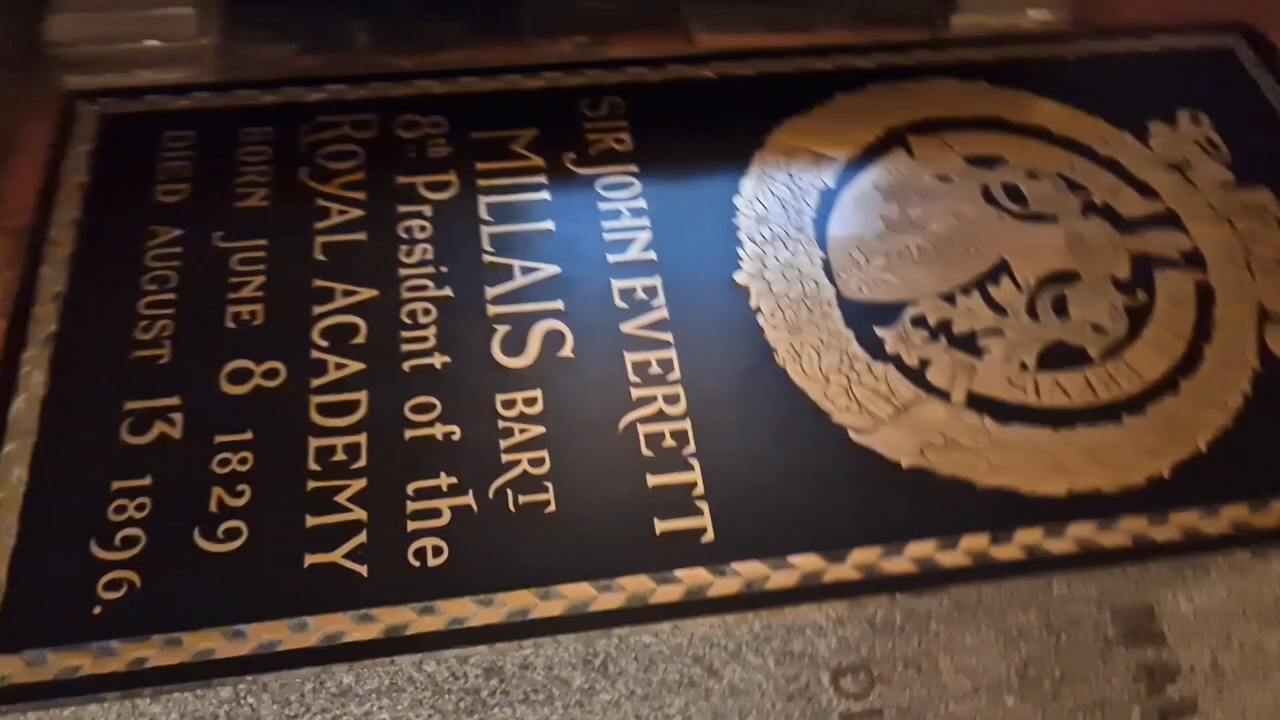 SIR JOHN EVERETT
MILLAIS BART
8th President of the
ROYAL ACADEMY
BORN JUNE 8 1829
DIED AUGUST 13 1896.